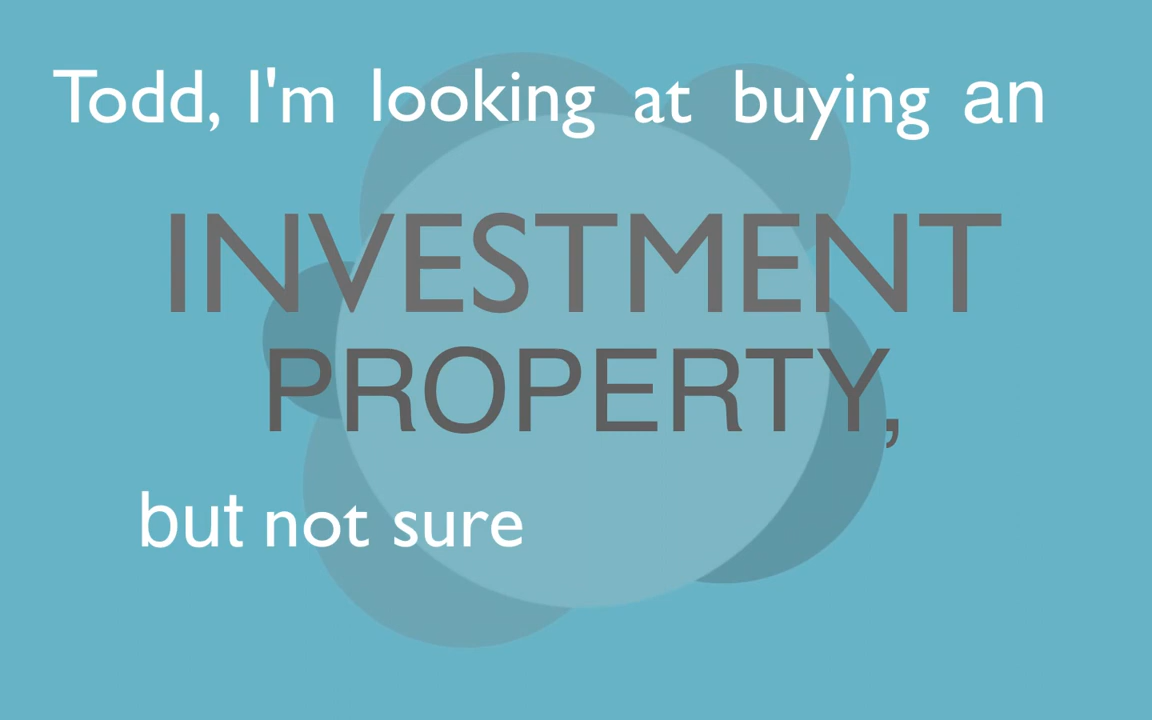 Todd, I'm looking at buying an
INVESTMENT
PROPERTY,
but not sure